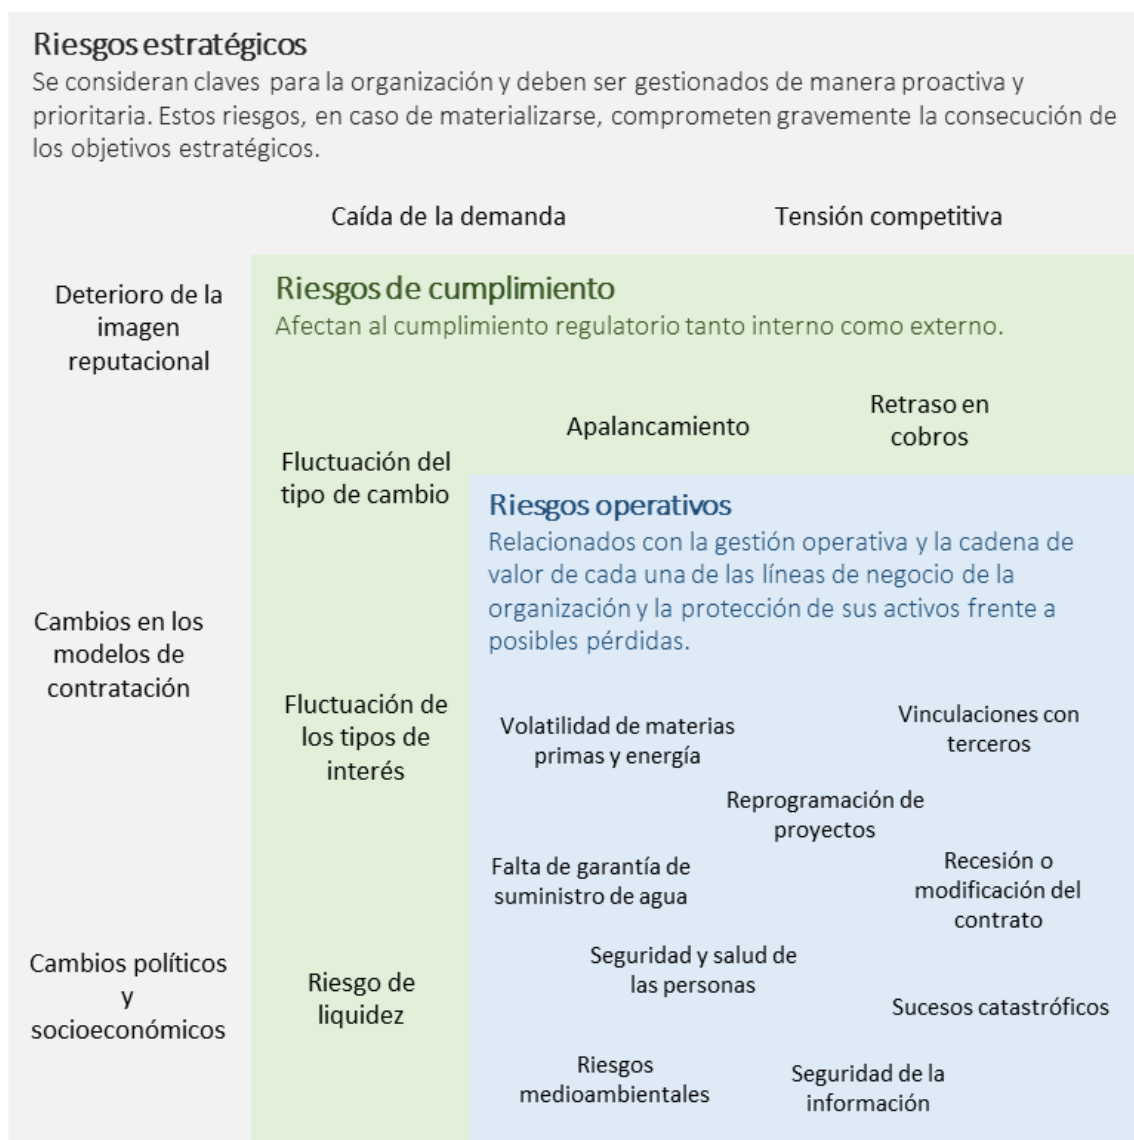 Riesgos estratégicos
Se consideran claves para la organización y deben ser gestionados de manera proactiva y
prioritaria. Estos riesgos, en caso de materializarse, comprometen gravemente la consecución de
los objetivos estratégicos.
Caída de la demanda
Tensión competitiva
Deterioro de la
imagen
reputacional
Cambios en los
modelos de
contratación
Cambios políticos
y
socioeconómicos
Riesgos de cumplimiento
Afectan al cumplimiento regulatorio tanto interno como externo.
Apalancamiento
Retraso en
cobros
Fluctuación del
tipo de cambio
Fluctuación de
los tipos de
interés
Riesgo de
liquidez
Riesgos operativos
Relacionados con la gestión operativa y la cadena de
valor de cada una de las líneas de negocio de la
organización y la protección de sus activos frente a
posibles pérdidas.
Volatilidad de materias
primas y energía
Vinculaciones con
terceros
Reprogramación de
proyectos
Falta de garantía de
suministro de agua
Recesión o
modificación del
contrato
Seguridad y salud de
las personas
Sucesos catastróficos
Riesgos
medioambientales
Seguridad de la
información